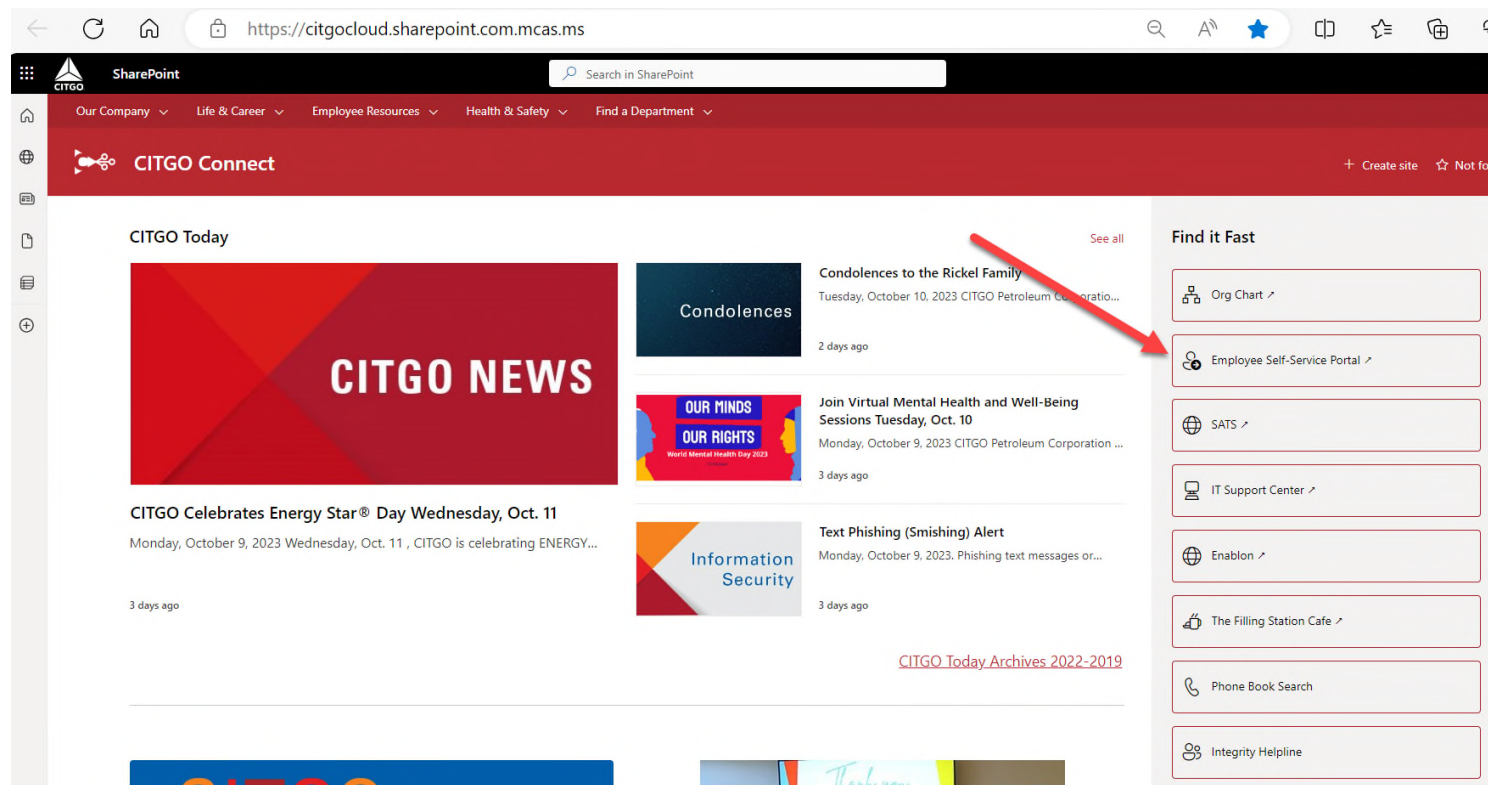 https://citgocloud.sharepoint.com.mcas.ms
CITGO
SharePoint
Search in SharePoint
Our Company
Life & Career
Employee Resources
Health & Safety
Find a Department
CITGO Connect
+ Create site
Not fo
CITGO Today
See all
CITGO NEWS
CITGO Celebrates Energy Star® Day Wednesday, Oct. 11
Monday, October 9, 2023 Wednesday, Oct. 11 , CITGO is celebrating ENERGY...
3 days ago
Condolences
Condolences to the Rickel Family
Tuesday, October 10, 2023 CITGO Petroleum Corporatio...
2 days ago
OUR MINDS
OUR RIGHTS
World Mental Health Day 2023
Join Virtual Mental Health and Well-Being
Sessions Tuesday, Oct. 10
Monday, October 9, 2023 CITGO Petroleum Corporation ...
3 days ago
Information
Security
Text Phishing (Smishing) Alert
Monday, October 9, 2023. Phishing text messages or...
3 days ago
CITGO Today Archives 2022-2019
Find it Fast
Org Chart
Employee Self-Service Portal
SATS
IT Support Center
Enablon
The Filling Station Cafe
Phone Book Search
Integrity Helpline
CITGO
Thank you